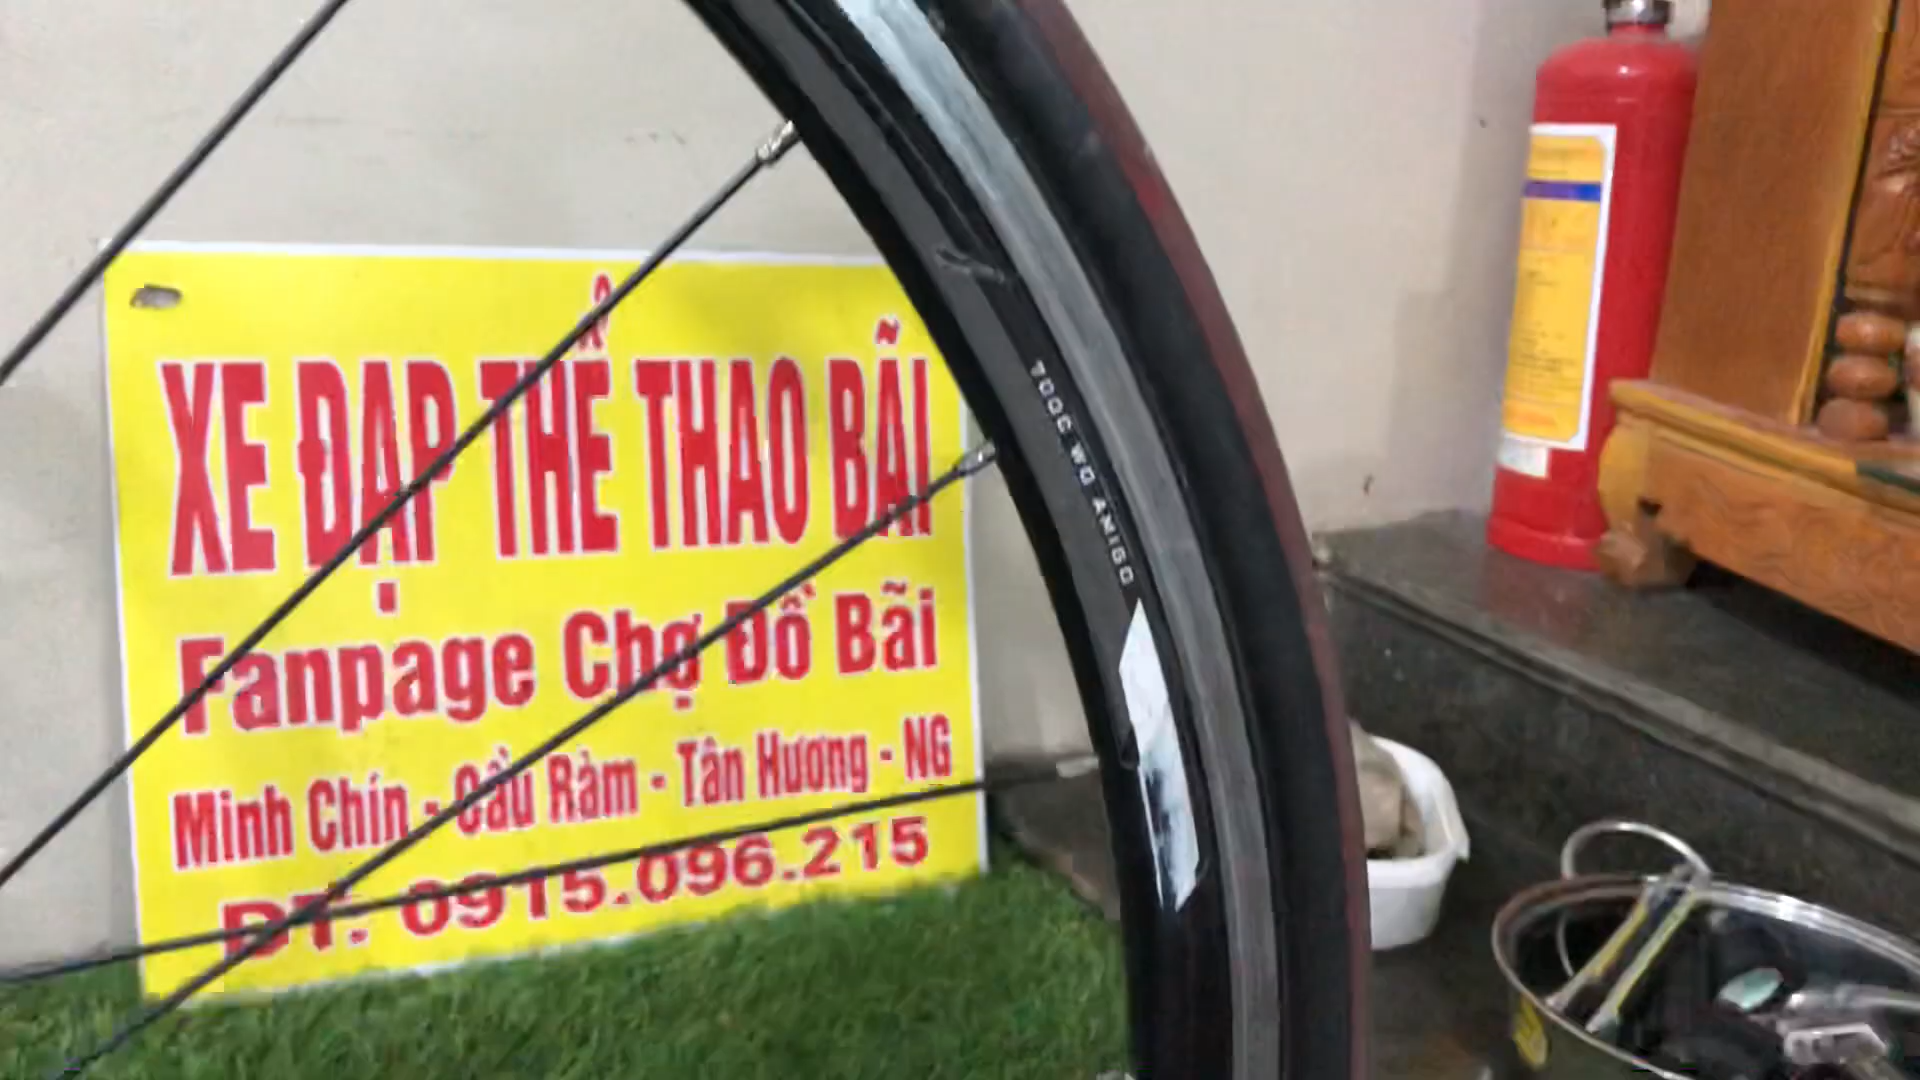 XE ĐẠP THỂ THAO BÃI
Fanpage Chợ Đồ Bãi
Minh Chín - Cầu Ràm - Tân Hương - NG
ĐT: 0915.096.215
700C WO AMIGO